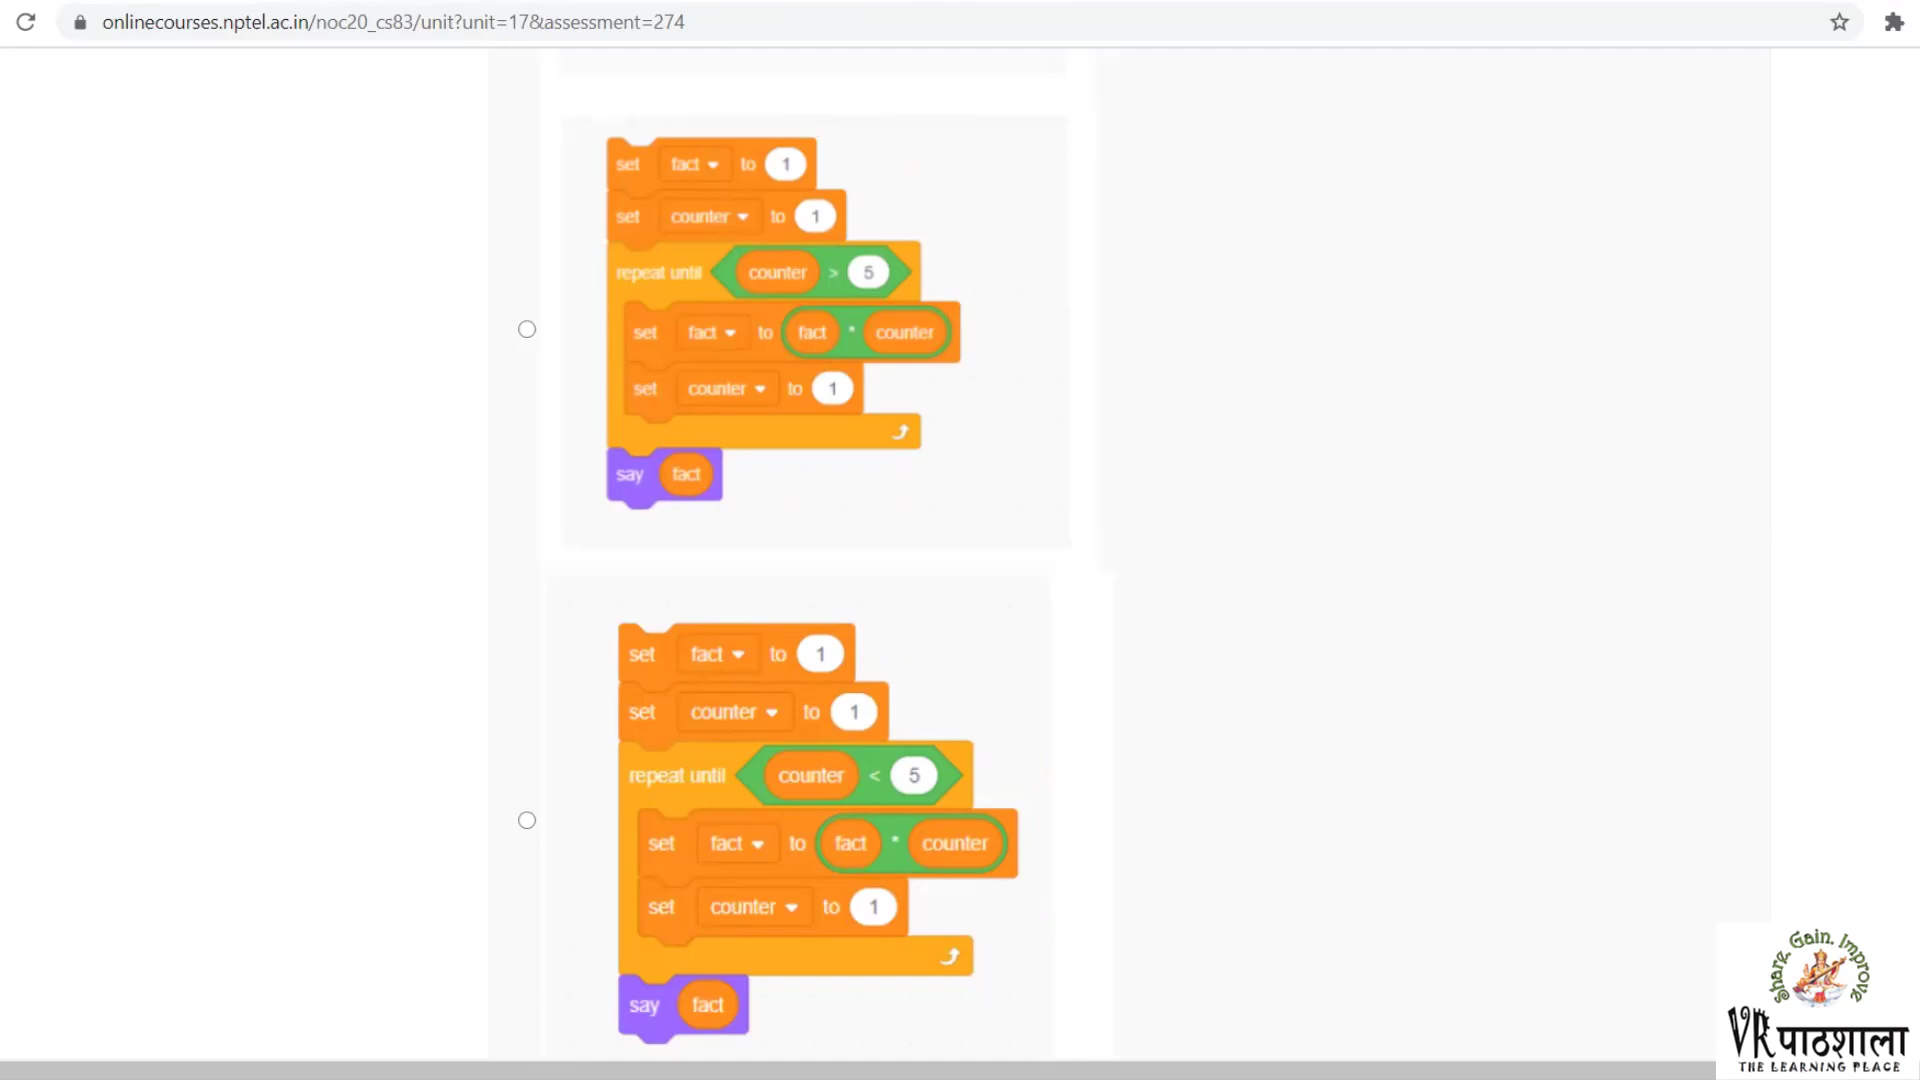 onlinecourses.nptel.ac.in/noc20_cs83/unit?unit=17&assessment=274
set fact to 1
set counter to 1
repeat until counter > 5
set fact to fact * counter
set counter to 1
say fact
set fact to 1
set counter to 1
repeat until counter < 5
set fact to fact * counter
set counter to 1
say fact
Share. Gain. Improve
VR पाठशाला
THE LEARNING PLACE